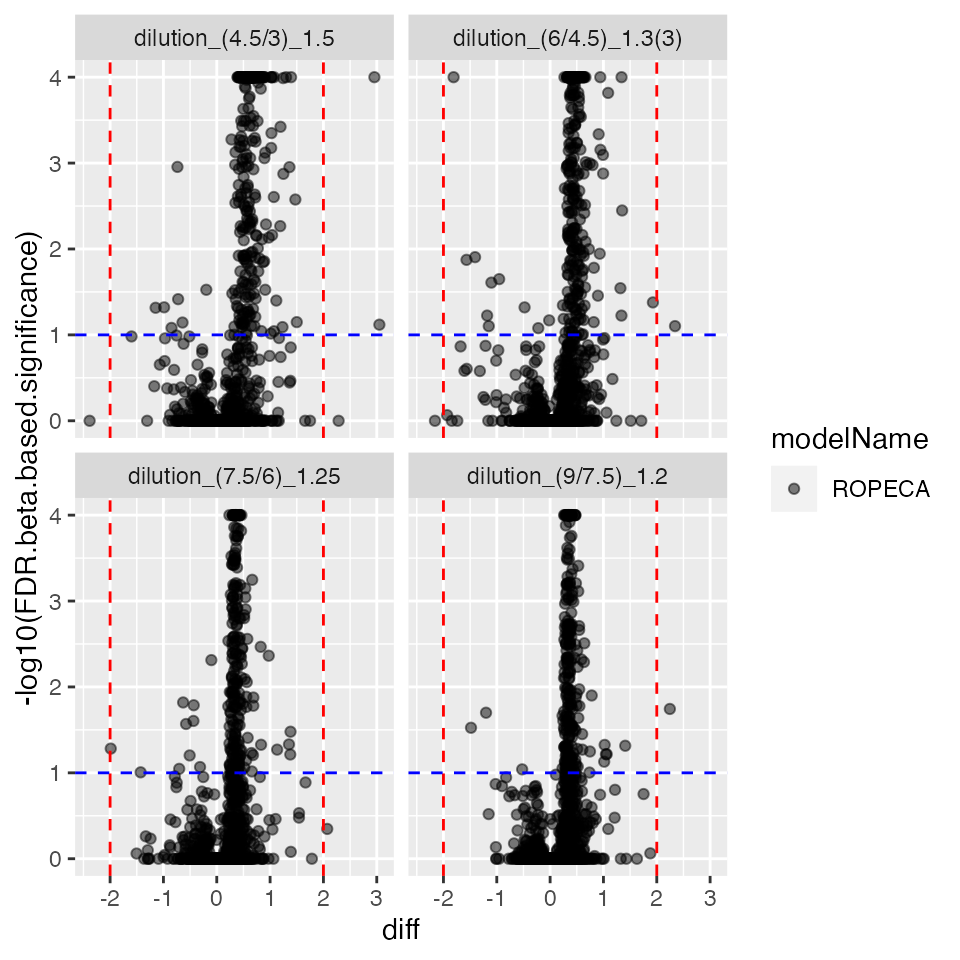 dilution_(4.5/3)_1.5
dilution_(6/4.5)_1.3(3)
4
3
2
1
0
dilution_(7.5/6)_1.25
dilution_(9/7.5)_1.2
4
3
2
1
0
-2 -1 0 1 2 3
-2 -1 0 1 2 3
diff
-log10(FDR.beta.based.significance)
modelName
ROPECA